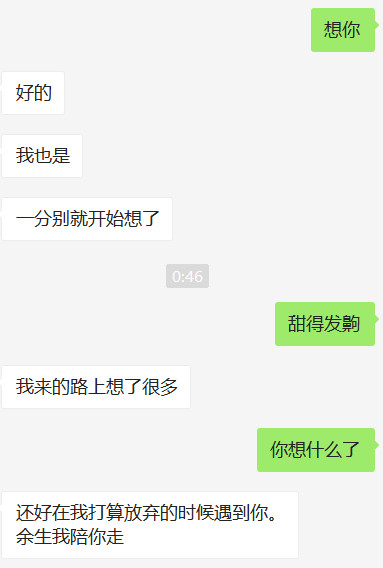 想你
好的
我也是
一分别就开始想了
0:46
甜得发齁
我来的路上想了很多
你想什么了
还好在我打算放弃的时候遇到你。
余生我陪你走